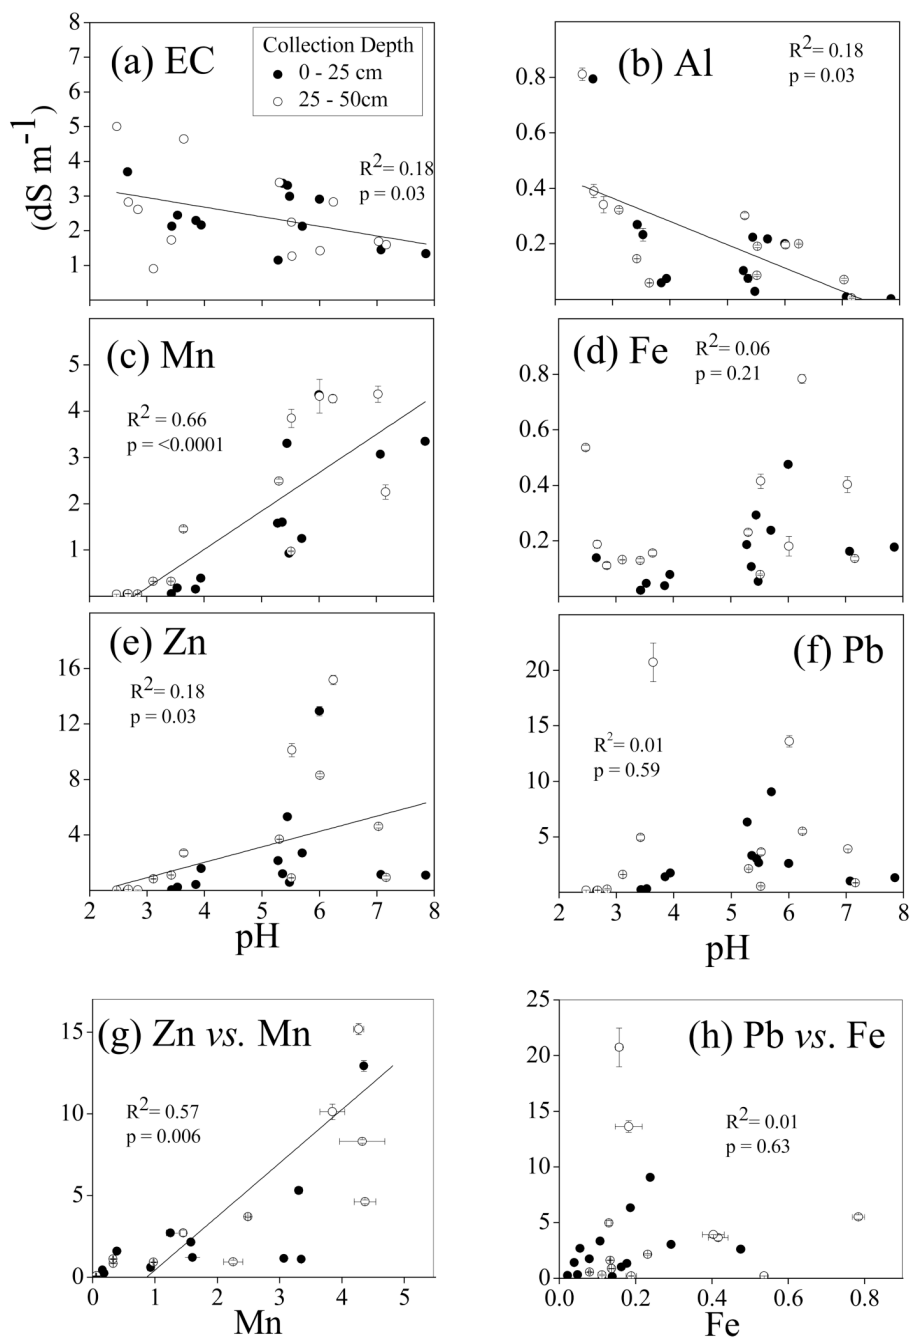 (a) EC
Collection Depth
0 - 25 cm
25 - 50cm
R2= 0.18
p = 0.03
(dS m-1)
8
7
6
5
4
3
2
1
(b) Al
R2= 0.18
p = 0.03
0.8
0.6
0.4
0.2
(c) Mn
R2 = 0.66
p = <0.0001
5
4
3
2
1
(d) Fe
R2= 0.06
p = 0.21
0.8
0.6
0.4
0.2
(e) Zn
R2= 0.18
p = 0.03
16
12
8
4
2 3 4 5 6 7 8
pH
(f) Pb
R2= 0.01
p = 0.59
20
10
5
2 3 4 5 6 7 8
pH
(g) Zn vs. Mn
R2= 0.57
p = 0.006
15
10
5
0
0 1 2 3 4 5
Mn
(h) Pb vs. Fe
R2= 0.01
p = 0.63
25
20
15
10
5
0
0.0 0.2 0.4 0.6 0.8
Fe